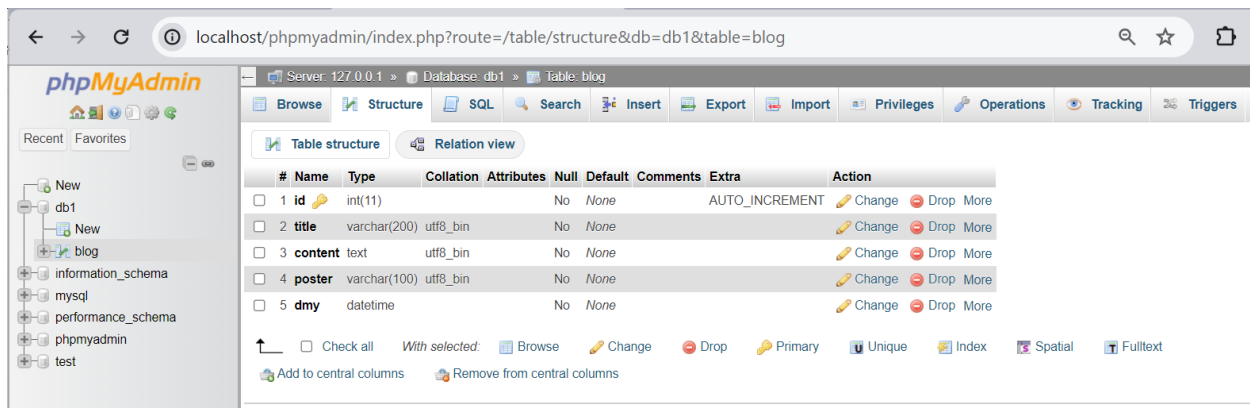 localhost/phpmyadmin/index.php?route=/table/structure&db=db1&table=blog
phpMyAdmin
Recent Favorites
New
db1
New
blog
information_schema
mysql
performance_schema
phpmyadmin
test
Server: 127.0.0.1 » Database: db1 » Table: blog
Browse Structure SQL Search Insert Export Import Privileges Operations Tracking Triggers
Table structure Relation view
# Name Type Collation Attributes Null Default Comments Extra Action
1 id int(11) No None AUTO_INCREMENT Change Drop More
2 title varchar(200) utf8_bin No None Change Drop More
3 content text utf8_bin No None Change Drop More
4 poster varchar(100) utf8_bin No None Change Drop More
5 dmy datetime No None Change Drop More
Check all With selected: Browse Change Drop Primary Unique Index Spatial Fulltext
Add to central columns Remove from central columns